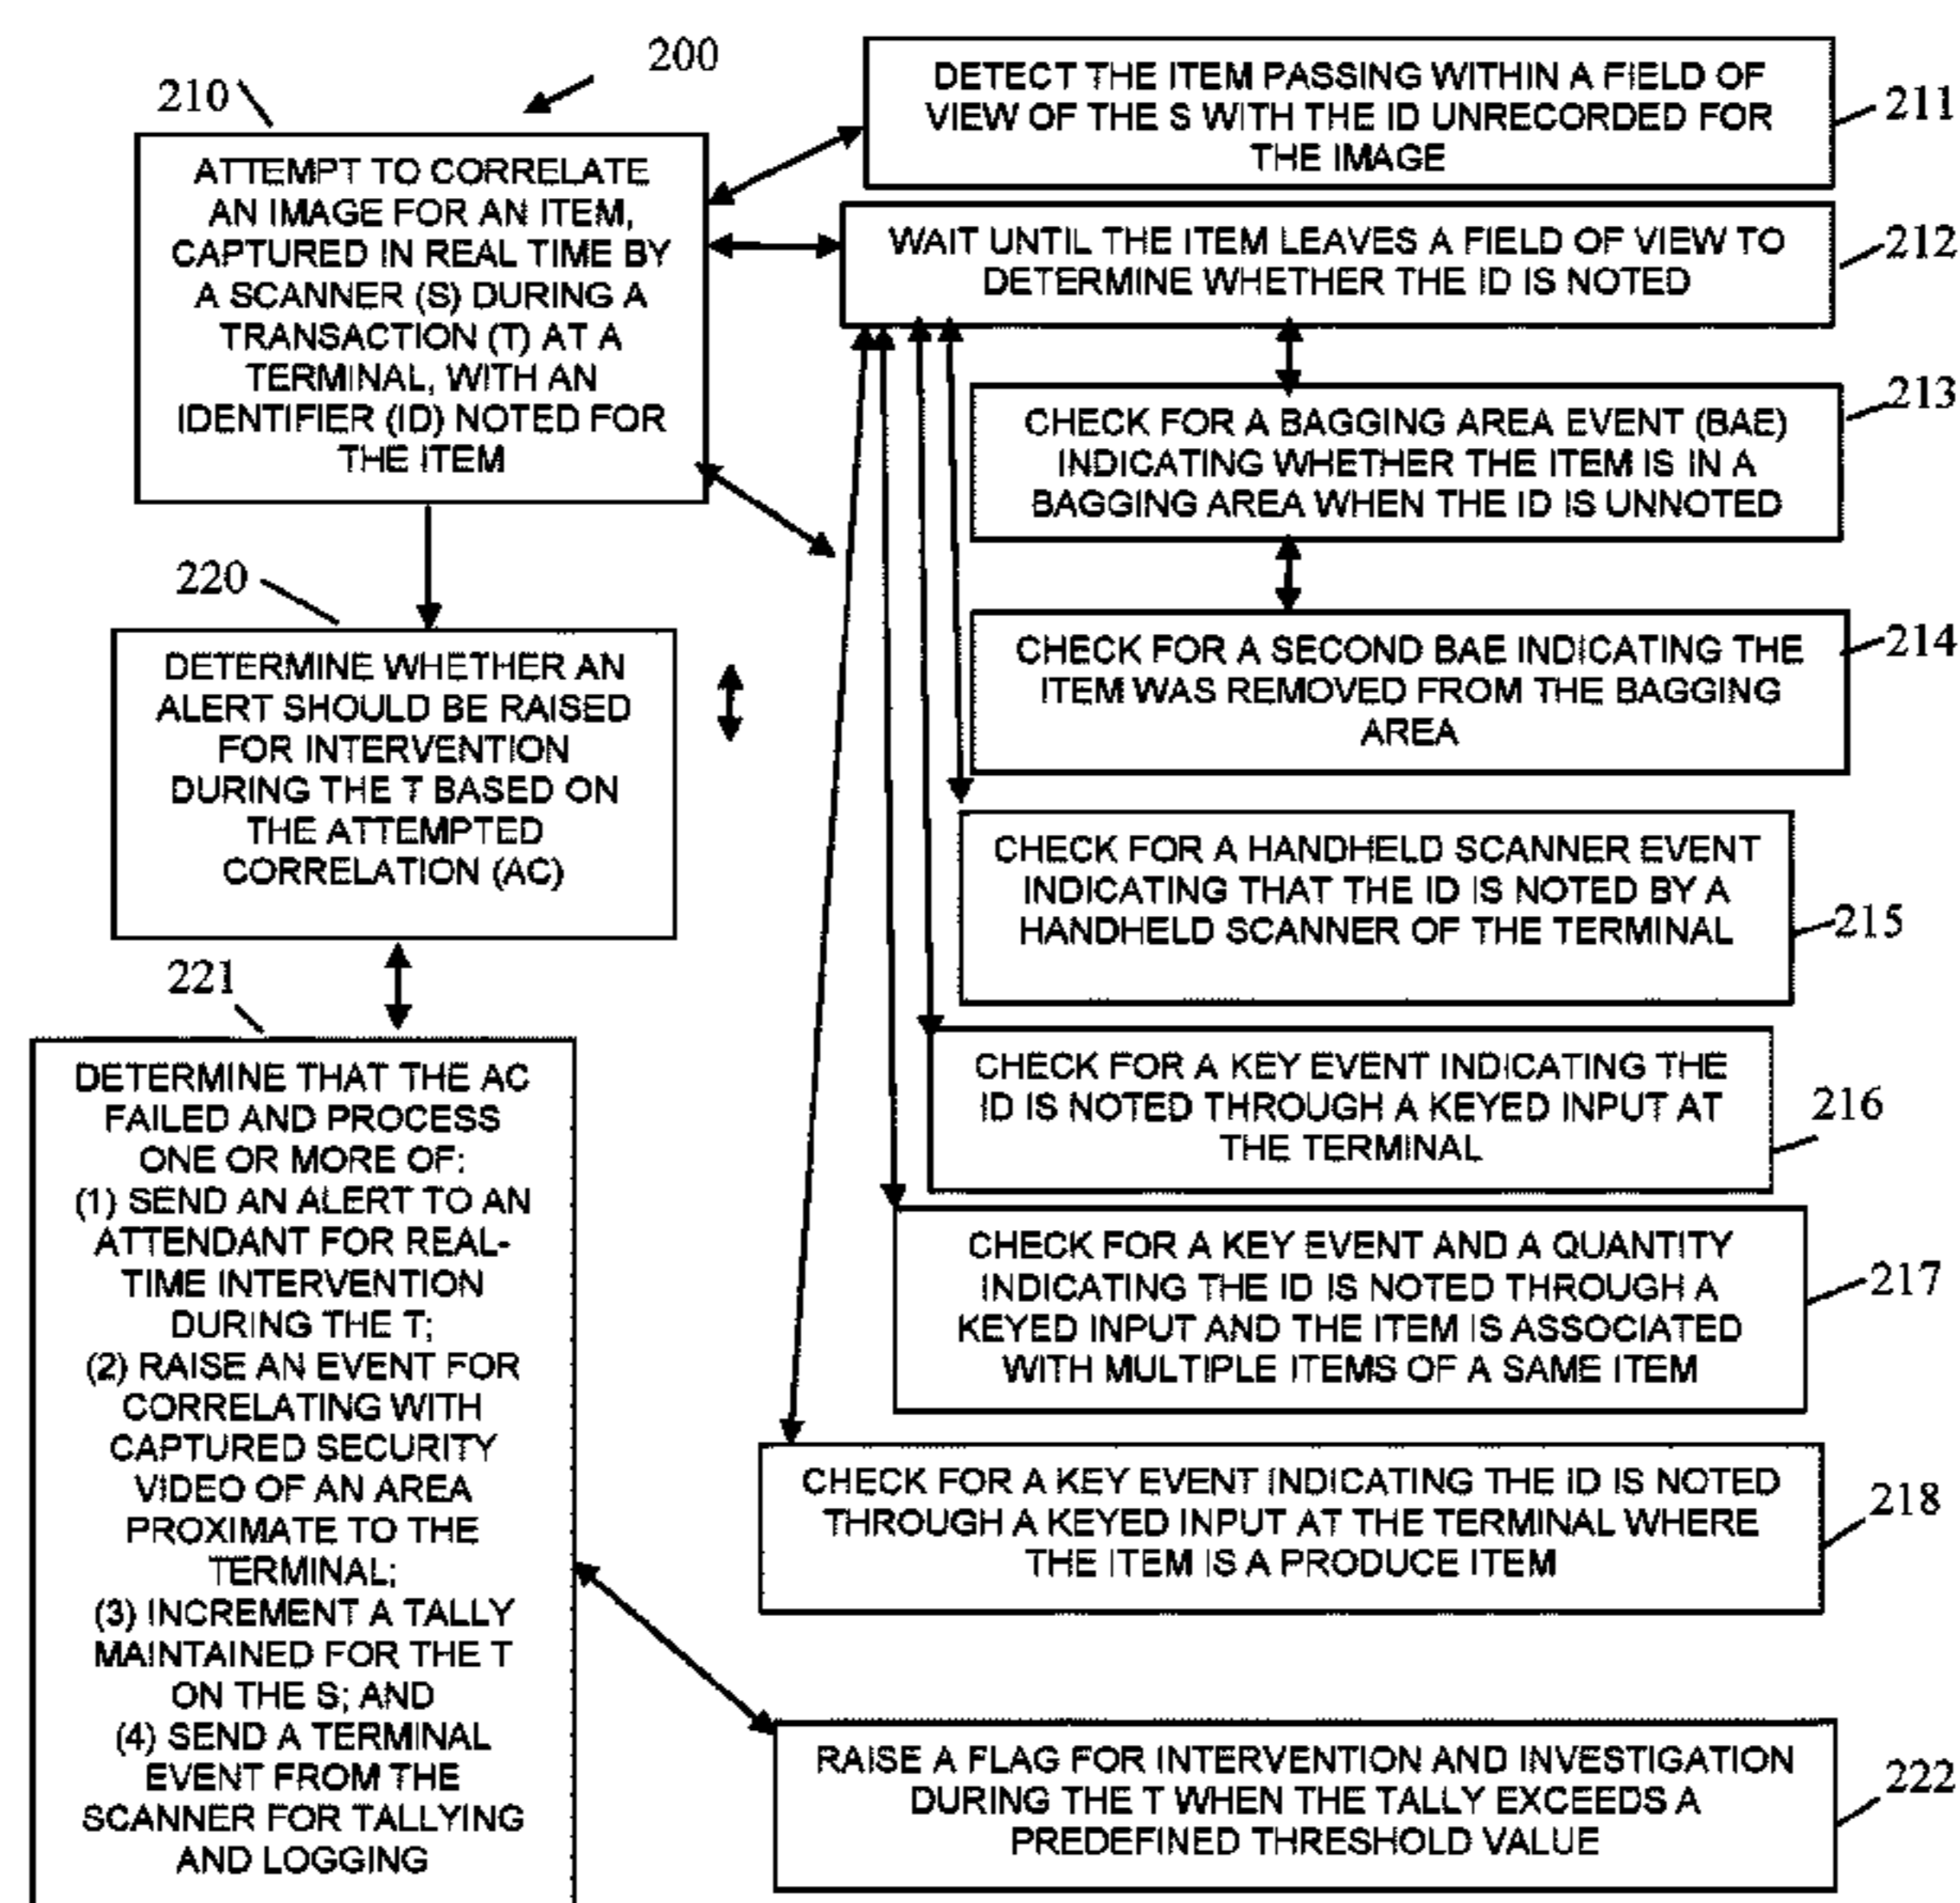 200
210
ATTEMPT TO CORRELATE
AN IMAGE FOR AN ITEM,
CAPTURED IN REAL TIME BY
A SCANNER (S) DURING A
TRANSACTION (T) AT A
TERMINAL, WITH AN
IDENTIFIER (ID) NOTED FOR
THE ITEM
DETECT THE ITEM PASSING WITHIN A FIELD OF
VIEW OF THE S WITH THE ID UNRECORDED FOR
THE IMAGE
211
WAIT UNTIL THE ITEM LEAVES A FIELD OF VIEW TO
DETERMINE WHETHER THE ID IS NOTED
212
CHECK FOR A BAGGING AREA EVENT (BAE)
INDICATING WHETHER THE ITEM IS IN A
BAGGING AREA WHEN THE ID IS UNNOTED
213
CHECK FOR A SECOND BAE INDICATING THE
ITEM WAS REMOVED FROM THE BAGGING
AREA
214
CHECK FOR A HANDHELD SCANNER EVENT
INDICATING THAT THE ID IS NOTED BY A
HANDHELD SCANNER OF THE TERMINAL
215
CHECK FOR A KEY EVENT INDICATING THE
ID IS NOTED THROUGH A KEYED INPUT AT
THE TERMINAL
216
CHECK FOR A KEY EVENT AND A QUANTITY
INDICATING THE ID IS NOTED THROUGH A
KEYED INPUT AND THE ITEM IS ASSOCIATED
WITH MULTIPLE ITEMS OF A SAME ITEM
217
CHECK FOR A KEY EVENT INDICATING THE ID IS NOTED
THROUGH A KEYED INPUT AT THE TERMINAL WHERE
THE ITEM IS A PRODUCE ITEM
218
220
DETERMINE WHETHER AN
ALERT SHOULD BE RAISED
FOR INTERVENTION
DURING THE T BASED ON
THE ATTEMPTED
CORRELATION (AC)
221
DETERMINE THAT THE AC
FAILED AND PROCESS
ONE OR MORE OF:
(1) SEND AN ALERT TO AN
ATTENDANT FOR REAL-
TIME INTERVENTION
DURING THE T;
(2) RAISE AN EVENT FOR
CORRELATING WITH
CAPTURED SECURITY
VIDEO OF AN AREA
PROXIMATE TO THE
TERMINAL;
(3) INCREMENT A TALLY
MAINTAINED FOR THE T
ON THE S; AND
(4) SEND A TERMINAL
EVENT FROM THE
SCANNER FOR TALLYING
AND LOGGING
RAISE A FLAG FOR INTERVENTION AND INVESTIGATION
DURING THE T WHEN THE TALLY EXCEEDS A
PREDEFINED THRESHOLD VALUE
222